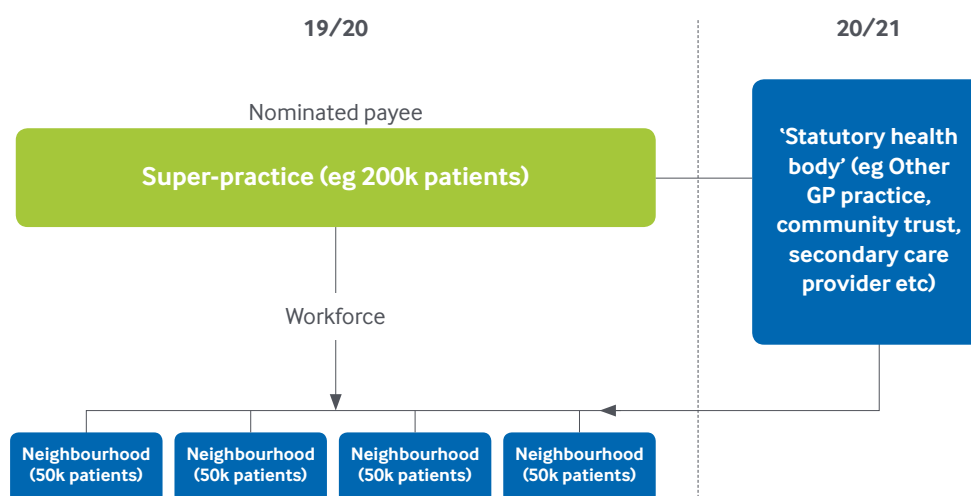 19/20
20/21
Nominated payee
Super-practice (eg 200k patients)
‘Statutory health
body’ (eg Other
GP practice,
community trust,
secondary care
provider etc)
Workforce
Neighbourhood
(50k patients)
Neighbourhood
(50k patients)
Neighbourhood
(50k patients)
Neighbourhood
(50k patients)